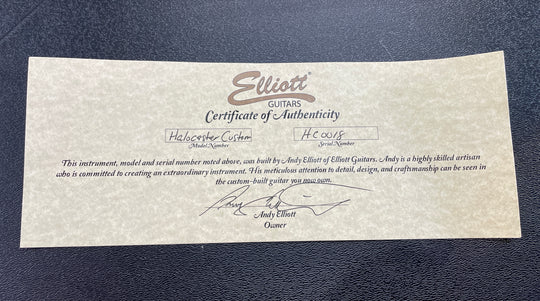 Elliott®
GUITARS
Certificate of Authenticity
Halocaster Custom HC0018
Model Number Serial Number
This instrument, model and serial number noted above, was built by Andy Elliott of Elliott Guitars. Andy is a highly skilled artisan
who is committed to creating an extraordinary instrument. His meticulous attention to detail, design, and craftsmanship can be seen in
the custom-built guitar you now own.
Andy Elliott
Owner